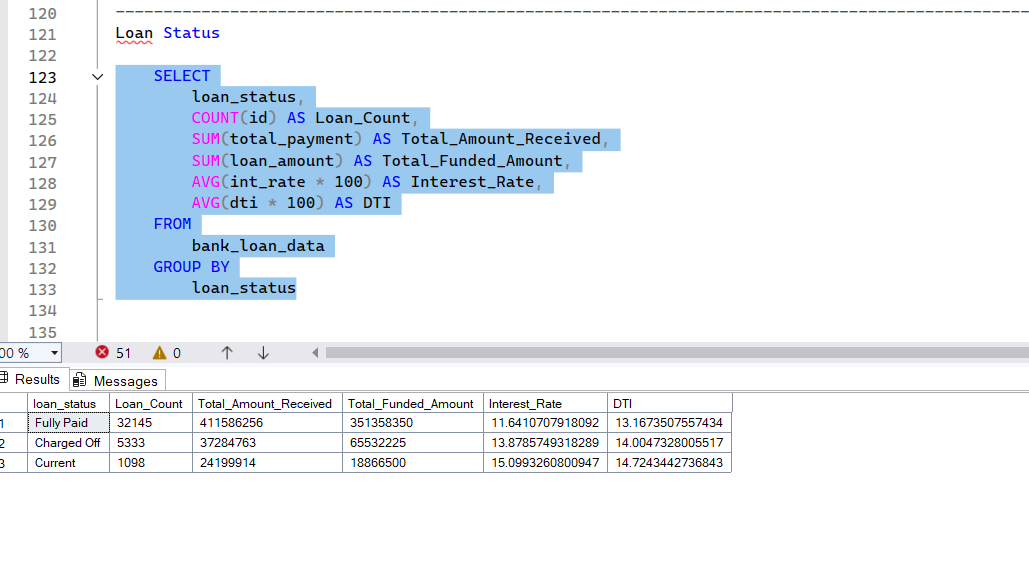 120 --------------------------------------------------------------------------------------------------
121 Loan Status
122
123 SELECT
124 loan_status,
125 COUNT(id) AS Loan_Count,
126 SUM(total_payment) AS Total_Amount_Received,
127 SUM(loan_amount) AS Total_Funded_Amount,
128 AVG(int_rate * 100) AS Interest_Rate,
129 AVG(dti * 100) AS DTI
130 FROM
131 bank_loan_data
132 GROUP BY
133 loan_status
134
135
00 % 51 0
Results Messages
loan_status Loan_Count Total_Amount_Received Total_Funded_Amount Interest_Rate DTI
1 Fully Paid 32145 411586256 351358350 11.6410707918092 13.1673507557434
2 Charged Off 5333 37284763 65532225 13.8785749318289 14.0047328005517
3 Current 1098 24199914 18866500 15.0993260800947 14.7243442736843